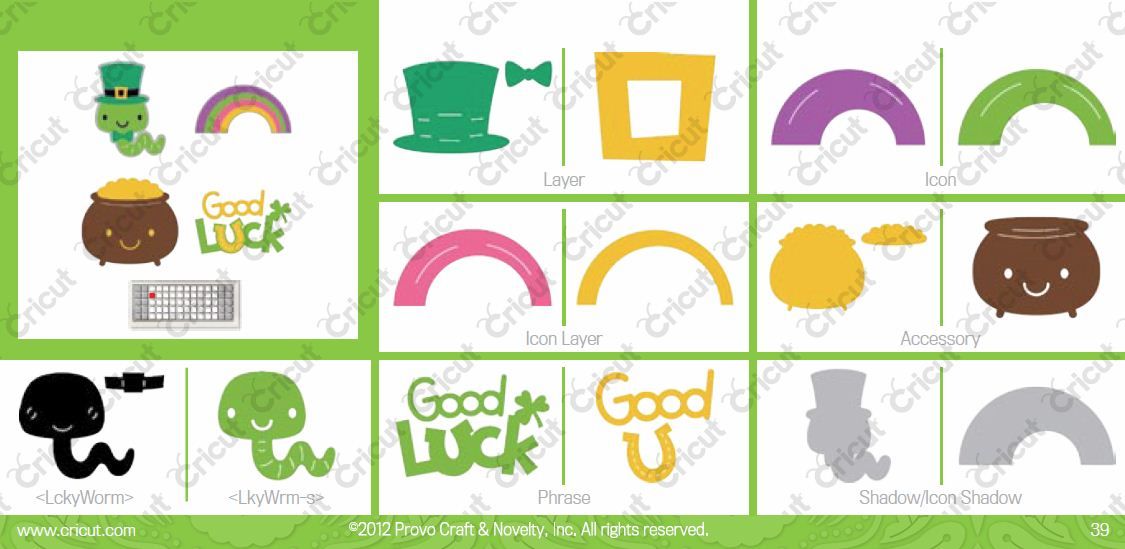 Good
Luck
Layer
Icon
Icon Layer
Accessory
Good
Luck
Good
U
<LckyWorm>
<LkyWrm-s>
Phrase
Shadow/Icon Shadow
www.cricut.com
©2012 Provo Craft & Novelty, Inc. All rights reserved.
39
Cricut